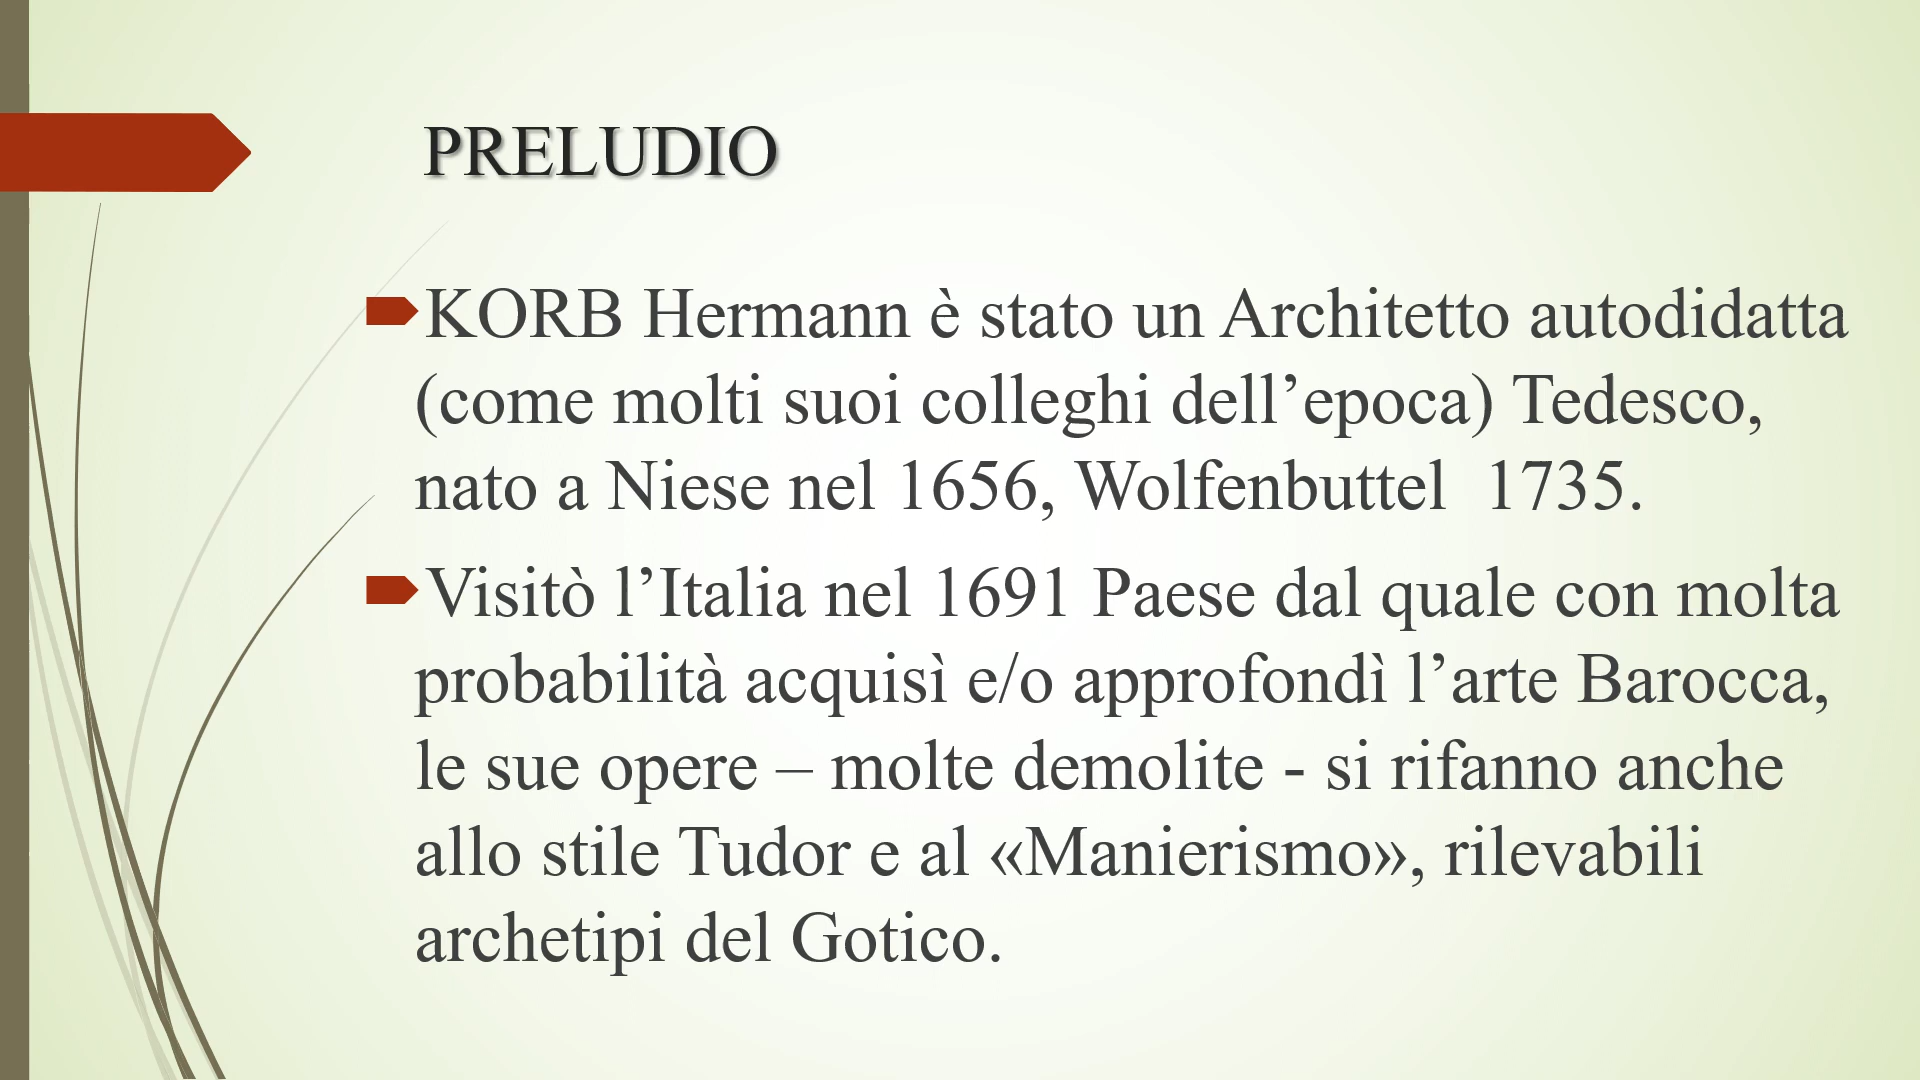 PRELUDIO
KORB Hermann è stato un Architetto autodidatta
(come molti suoi colleghi dell’epoca) Tedesco,
nato a Niese nel 1656, Wolfenbuttel  1735.
Visitò l’Italia nel 1691 Paese dal quale con molta
probabilità acquisì e/o approfondì l’arte Barocca,
le sue opere – molte demolite - si rifanno anche
allo stile Tudor e al «Manierismo», rilevabili
archetipi del Gotico.